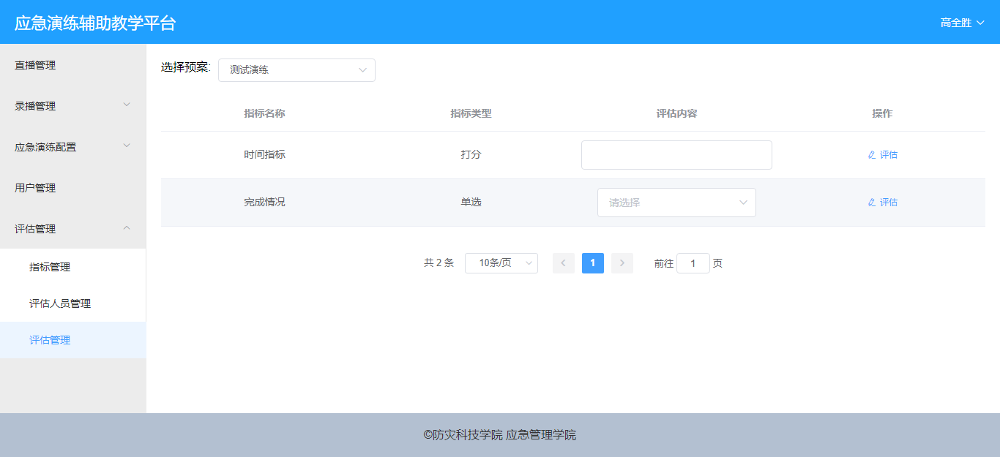 应急演练辅助教学平台
高全胜
直播管理
录播管理
应急演练配置
用户管理
评估管理
指标管理
评估人员管理
评估管理
选择预案: 测试演练
指标名称 指标类型 评估内容 操作
时间指标 打分 评估
完成情况 单选 请选择 评估
共 2 条 10条/页 1 前往 1 页
©防灾科技学院 应急管理学院